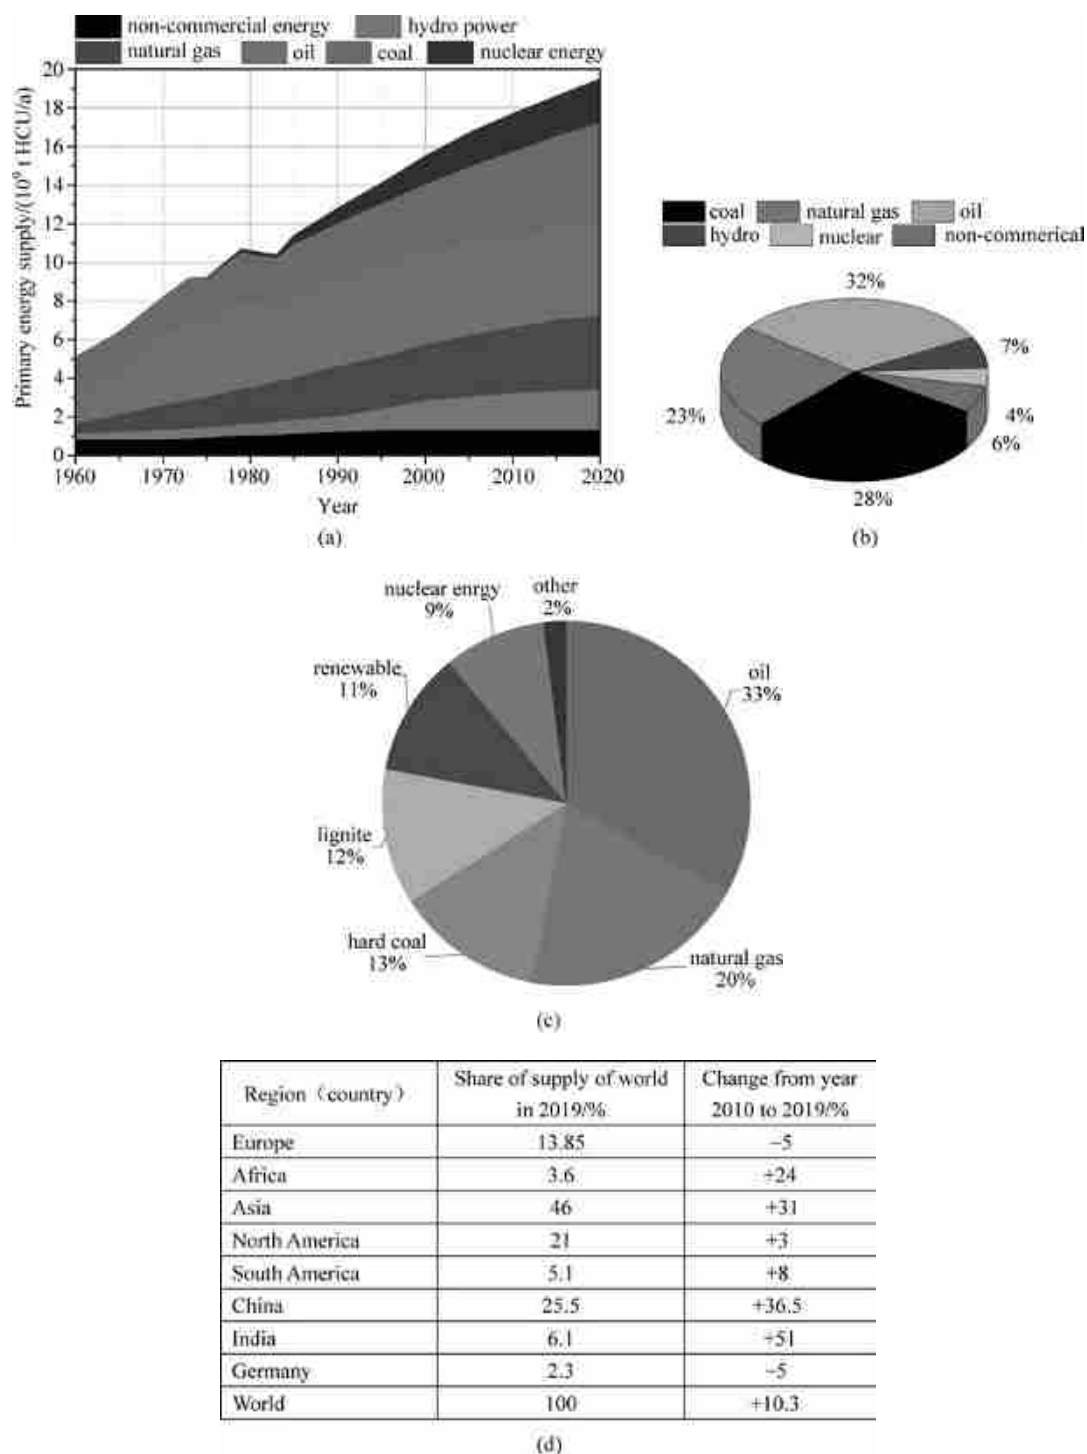 non-commercial energy hydro power
natural gas oil coal nuclear energy
Primary energy supply/(10⁹ t HCU/a)
20
18
16
14
12
10
8
6
4
2
0
1960 1970 1980 1990 2000 2010 2020
Year
(a)
coal natural gas oil
hydro nuclear non-commerical
32%
7%
23%
4%
6%
28%
(b)
nuclear enrgy
9%
other
2%
renewable
11%
oil
33%
lignite
12%
hard coal
13%
natural gas
20%
(c)
Region（country） Share of supply of world in 2019/% Change from year 2010 to 2019/%
Europe 13.85 −5
Africa 3.6 +24
Asia 46 +31
North America 21 +3
South America 5.1 +8
China 25.5 +36.5
India 6.1 +51
Germany 2.3 −5
World 100 +10.3
(d)